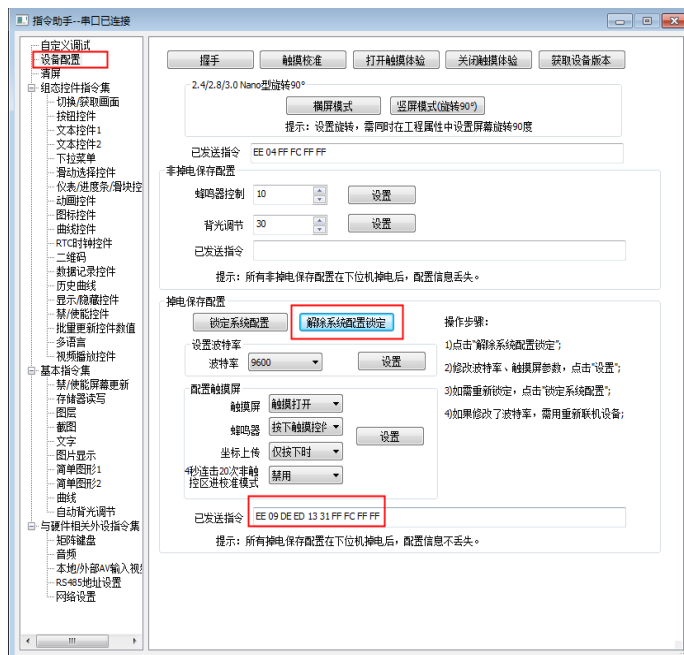 指令助手--串口已连接
自定义调试
设备配置
清屏
组态控件指令集
切换/获取画面
按钮控件
文本控件1
文本控件2
下拉菜单
滑动选择控件
仪表/进度条/滑块控
动画控件
图标控件
曲线控件
RTC时钟控件
二维码
数据记录控件
历史曲线
显示/隐藏控件
禁/使能控件
批量更新控件数值
多语言
视频播放控件
基本指令集
禁/使能屏幕更新
存储器读写
图层
截图
文字
图片显示
简单图形1
简单图形2
曲线
自动背光调节
与硬件相关外设指令集
矩阵键盘
音频
本地/外部AV输入视
RS485地址设置
网络设置
握手 触摸校准 打开触摸体验 关闭触摸体验 获取设备版本
2.4/2.8/3.0 Nano型旋转90°
横屏模式 竖屏模式(旋转90°)
提示：设置旋转，需同时在工程属性中设置屏幕旋转90度
已发送指令 EE 04 FF FC FF FF
非掉电保存配置
蜂鸣器控制 10 设置
背光调节 30 设置
已发送指令
提示：所有非掉电保存配置在下位机掉电后，配置信息丢失。
掉电保存配置
锁定系统配置 解除系统配置锁定
设置波特率
波特率 9600 设置
配置触摸屏
触摸屏 触摸打开
蜂鸣器 按下触摸控件
设置
坐标上传 仅按下时
4秒连击20次非触
控区进校准模式 禁用
已发送指令 EE 09 DE ED 13 31 FF FC FF FF
提示：所有掉电保存配置在下位机掉电后，配置信息不丢失。
操作步骤：
1)点击"解除系统配置锁定";
2)修改波特率、触摸屏参数，点击"设置";
3)如需重新锁定，点击"锁定系统配置";
4)如果修改了波特率，需用重新联机设备;